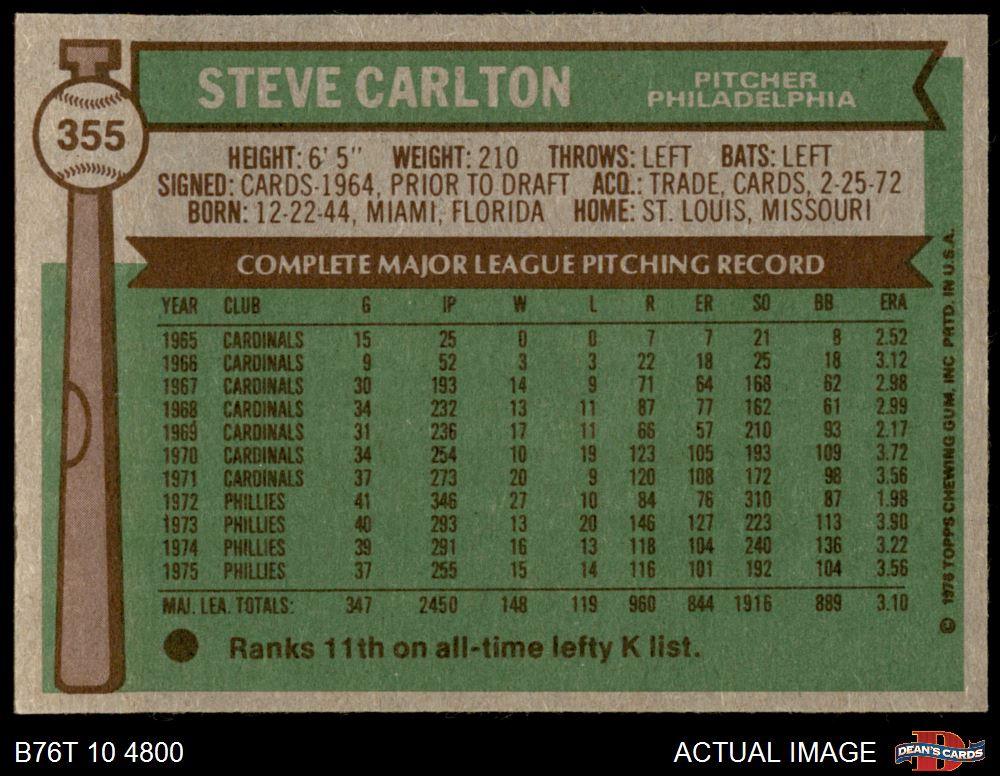 STEVE CARLTON
PITCHER
PHILADELPHIA
355
HEIGHT: 6' 5" WEIGHT: 210 THROWS: LEFT BATS: LEFT
SIGNED: CARDS-1964, PRIOR TO DRAFT ACQ.: TRADE, CARDS, 2-25-72
BORN: 12-22-44, MIAMI, FLORIDA HOME: ST. LOUIS, MISSOURI
COMPLETE MAJOR LEAGUE PITCHING RECORD
YEAR CLUB G IP W L R ER SO BB ERA
1965 CARDINALS 15 25 0 0 7 7 21 8 2.52
1966 CARDINALS 9 52 3 3 22 18 25 18 3.12
1967 CARDINALS 30 193 14 9 71 64 168 62 2.98
1968 CARDINALS 34 232 13 11 87 77 162 61 2.99
1969 CARDINALS 31 236 17 11 66 57 210 93 2.17
1970 CARDINALS 34 254 10 19 123 105 193 109 3.72
1971 CARDINALS 37 273 20 9 120 108 172 98 3.56
1972 PHILLIES 41 346 27 10 84 76 310 87 1.98
1973 PHILLIES 40 293 13 20 146 127 223 113 3.90
1974 PHILLIES 39 291 16 13 118 104 240 136 3.22
1975 PHILLIES 37 255 15 14 116 101 192 104 3.56
MAJ. LEA. TOTALS: 347 2450 148 119 960 844 1916 889 3.10
Ranks 11th on all-time lefty K list.
© 1976 TOPPS CHEWING GUM, INC. PRTD. IN U.S.A.
B76T 10 4800
ACTUAL IMAGE
DEAN'S CARDS